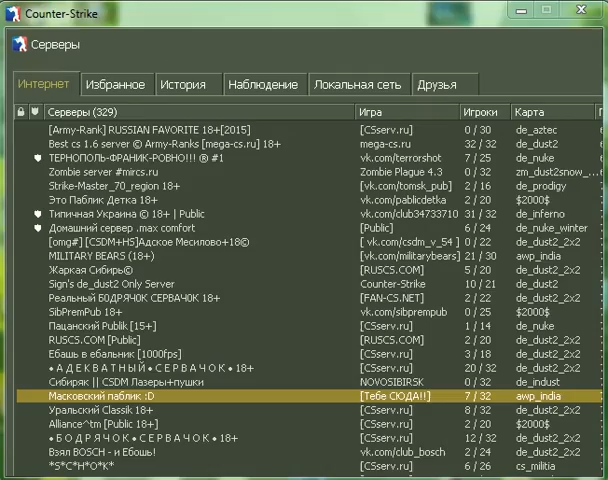 Counter-Strike
Серверы
Интернет Избранное История Наблюдение Локальная сеть Друзья
Серверы (329) Игра Игроки Карта
[Army-Rank] RUSSIAN FAVORITE 18+[2015] [CSserv.ru] 0 / 30 de_aztec
Best cs 1.6 server © Army-Ranks [mega-cs.ru] 18+ mega-cs.ru 32 / 32 de_dust2
ТЕРНОПОЛЬ-ФРАНИК-РОВНО!!! ® #1 vk.com/terrorshot 7 / 25 de_nuke
Zombie server #mircs.ru Zombie Plague 4.3 0 / 32 zm_dust2snow_...
Strike-Master_70_region 18+ [vk.com/tomsk_pub] 2 / 16 de_prodigy
Это Паблик Детка 18+ vk.com/pablicdetka 2 / 32 $2000$
Типичная Украина © 18+ | Public vk.com/club34733710 31 / 32 de_inferno
Домашний сервер .max comfort [Public] 6 / 24 de_nuke_winter
[omg#] [CSDM+HS]Адское Месилово+18© [ vk.com/csdm_v_54 ] 0 / 22 de_dust2_2x2
MILITARY BEARS (18+) [vk.com/militarybears] 21 / 30 awp_india
Жаркая Сибирь© [RUSCS.COM] 5 / 20 de_dust2_2x2
Sign's de_dust2 Only Server Counter-Strike 10 / 21 de_dust2
Реальный БОДРЯЧОК СЕРВАЧОК 18+ [FAN-CS.NET] 2 / 22 de_dust2_2x2
SibPremPub 18+ vk.com/sibprempub 0 / 25 $2000$
Пацанский Publik [15+] [CSserv.ru] 1 / 14 de_nuke
RUSCS.COM [Public] [RUSCS.COM] 2 / 20 de_dust2_2x2
Ебашь в ебальник [1000fps] [CSserv.ru] 3 / 18 de_dust2_2x2
• А Д Е К В А Т Н Ы Й • С Е Р В А Ч О К • 18+ [CSserv.ru] 20 / 32 de_dust2_2x2
Сибиряк || CSDM Лазеры+пушки NOVOSIBIRSK 0 / 32 de_indust
Масковский паблик :D [Тебе СЮДА!!] 7 / 32 awp_india
Уральский Classik 18+ [CSserv.ru] 8 / 32 de_dust2_2x2
Alliance^tm [Public 18+] [CSserv.ru] 2 / 20 $2000$
• Б О Д Р Я Ч О К • С Е Р В А Ч О К • 18+ [CSserv.ru] 12 / 32 de_dust2_2x2
Взял BOSCH - и Ебошь! vk.com/club_bosch 2 / 24 de_dust2_2x2
*S*C*H*O*K* [CSserv.ru] 6 / 26 cs_militia